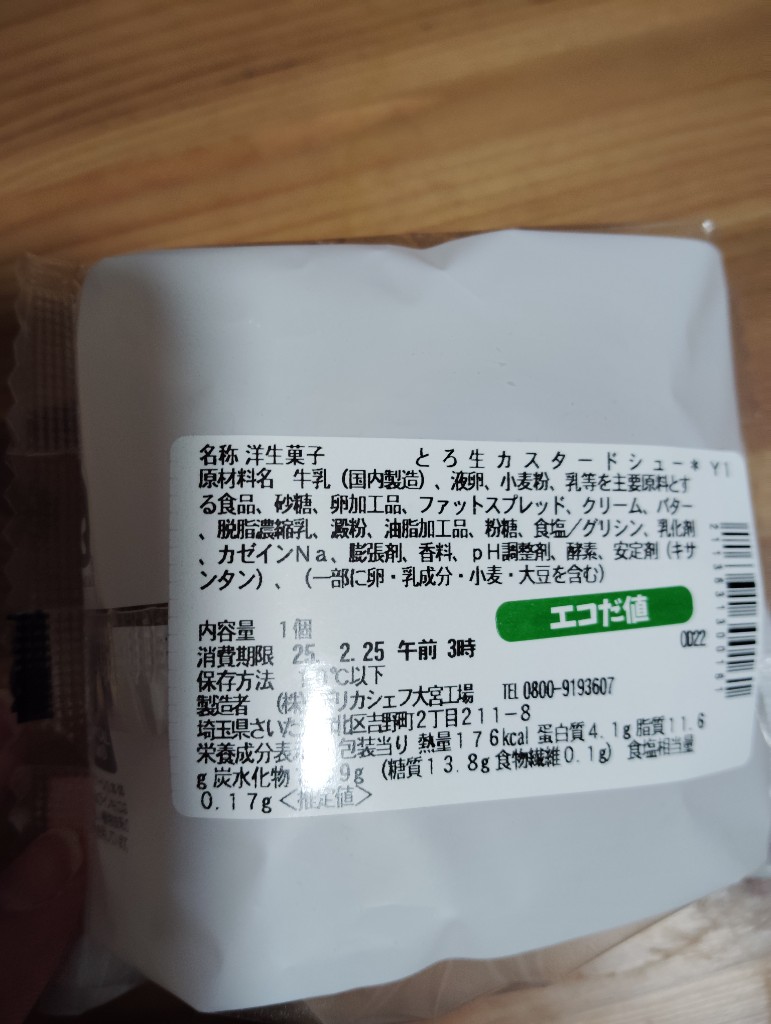 名称 洋生菓子 とろ生カスタードシュー＊ Y1
原材料名 牛乳（国内製造）、液卵、小麦粉、乳等を主要原料とす
る食品、砂糖、卵加工品、ファットスプレッド、クリーム、バター
、脱脂濃縮乳、澱粉、油脂加工品、粉糖、食塩／グリシン、乳化剤
、カゼインＮａ、膨張剤、香料、ｐＨ調整剤、酵素、安定剤（キサ
ンタン）、（一部に卵・乳成分・小麦・大豆を含む）
エコだ値
内容量 １個
消費期限 25. 2.25 午前 3時
0D22
保存方法 ℃以下
製造者 （株） リカシェフ大宮工場 TEL 0800-9193607
埼玉県さいた 北区吉野町２丁目２１１－８
栄養成分表 包装当り 熱量１７６kcal 蛋白質４.１g 脂質１１.６
g 炭水化物 9g （糖質１３.８g 食物繊維０.１g） 食塩相当量
０.１７g＜推定値＞